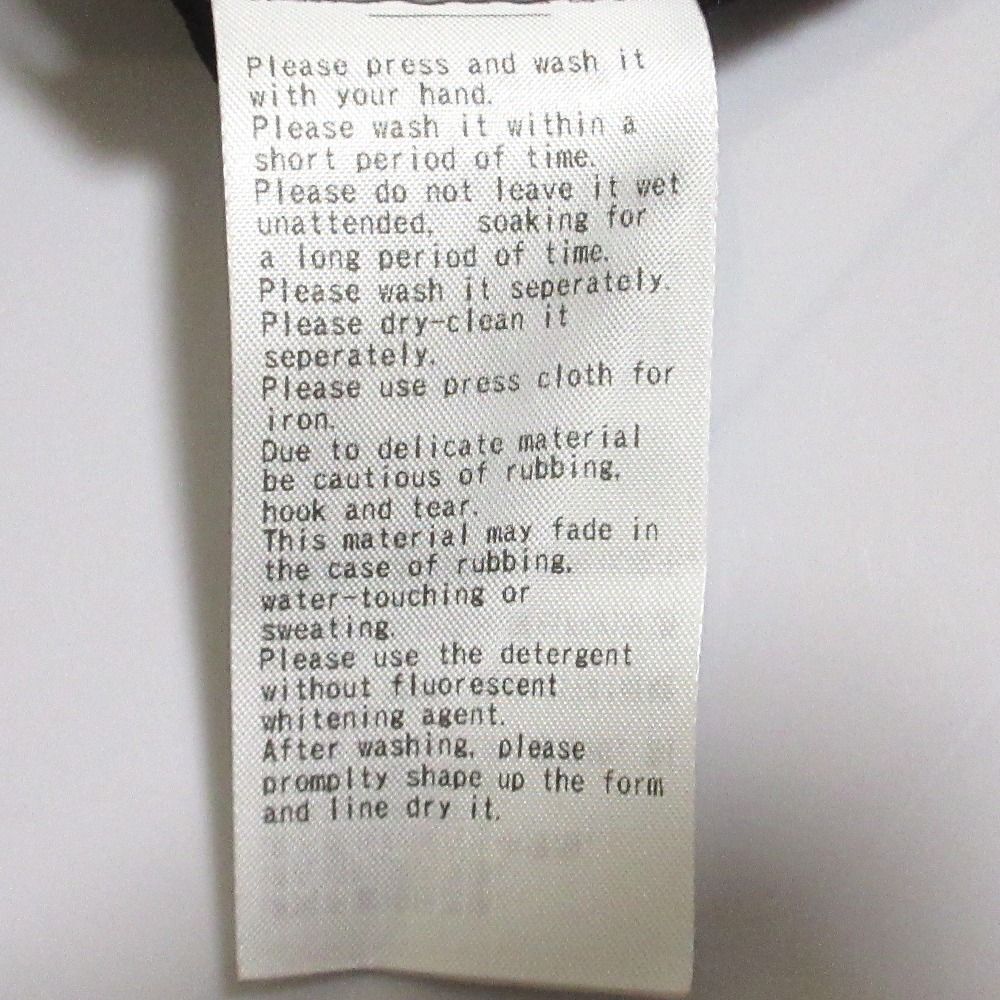 Please press and wash it
with your hand.
Please wash it within a
short period of time.
Please do not leave it wet
unattended, soaking for
a long period of time.
Please wash it seperately.
Please dry-clean it
seperately.
Please use press cloth for
iron.
Due to delicate material
be cautious of rubbing,
hook and tear.
This material may fade in
the case of rubbing,
water-touching or
sweating.
Please use the detergent
without fluorescent
whitening agent.
After washing, please
promplty shape up the form
and line dry it.